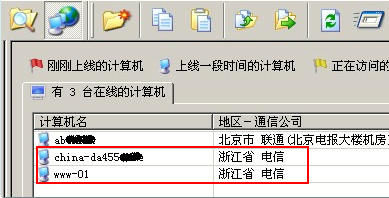 刚刚上线的计算机 上线一段时间的计算机 正在访问的
有 3 台在线的计算机
计算机名 地区－通信公司
ab 北京市 联通(北京电报大楼机房)
china-da455 浙江省 电信
www-01 浙江省 电信